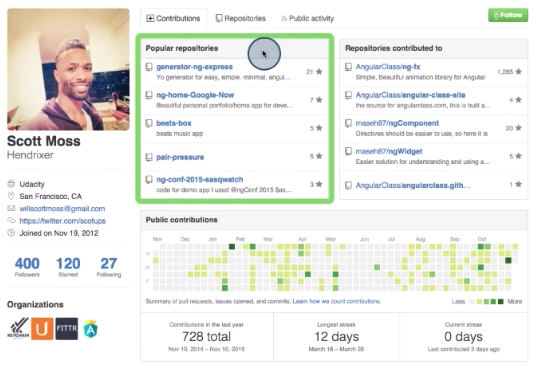 Contributions
Repositories
Public activity
Follow
Popular repositories
generator-ng-express
21
Yo generator for easy, simple, minimal, angul...
ng-home-Google-Now
7
Beautiful personal portfolio/home app for deve...
beats-box
5
beats music app
pair-pressure
5
ng-conf-2015-sasqwatch
3
code for demo app I used @ngConf 2015 $as...
Repositories contributed to
AngularClass/ng-fx
1,265
Simple, Beautiful animation library for Angular
AngularClass/angular-class-site
4
the source for angularclass.com, this is built a...
maseh87/ngComponent
20
Directives should be easier to use, so here it is
maseh87/ngWidget
5
Easier solution for understanding and using a...
AngularClass/angularclass.gith...
1
Scott Moss
Hendrixer
Udacity
San Francisco, CA
willscottmoss@gmail.com
https://twitter.com/scotups
Joined on Nov 19, 2012
400
Followers
120
Starred
27
Following
Organizations
FITTR
Public contributions
Nov Dec Jan Feb Mar Apr May Jun Jul Aug Sep Oct
M
W
F
Summary of pull requests, issues opened, and commits. Learn how we count contributions.
Less More
Contributions in the last year
728 total
Nov 10, 2014 – Nov 10, 2015
Longest streak
12 days
March 18 – March 29
Current streak
0 days
Last contributed 3 days ago